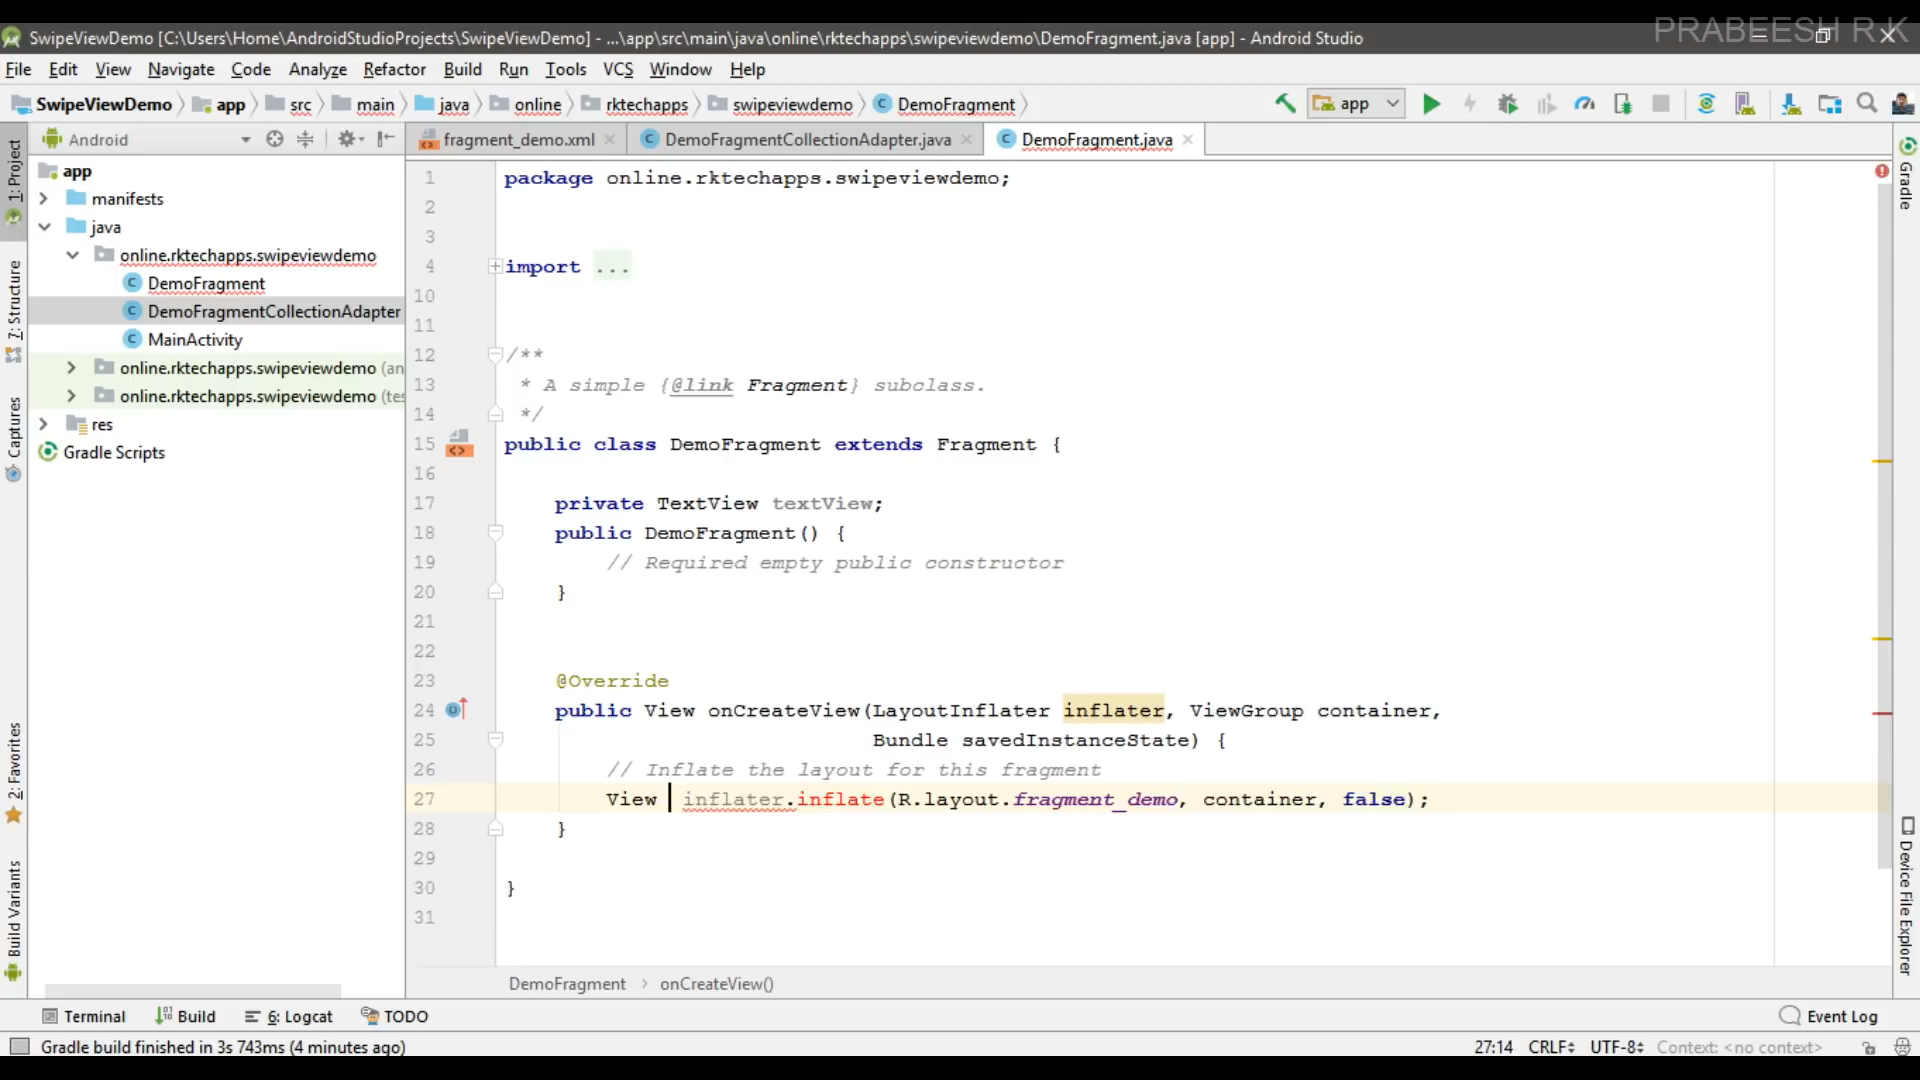 PRABEESH R K
SwipeViewDemo [C:\Users\Home\AndroidStudioProjects\SwipeViewDemo] - ...\app\src\main\java\online\rktechapps\swipeviewdemo\DemoFragment.java [app] - Android Studio
File Edit View Navigate Code Analyze Refactor Build Run Tools VCS Window Help
SwipeViewDemo app src main java online rktechapps swipeviewdemo DemoFragment app
Android
fragment_demo.xml DemoFragmentCollectionAdapter.java DemoFragment.java
1: Project
7: Structure
Captures
2: Favorites
Build Variants
app
manifests
java
online.rktechapps.swipeviewdemo
DemoFragment
DemoFragmentCollectionAdapter
MainActivity
online.rktechapps.swipeviewdemo (an
online.rktechapps.swipeviewdemo (tes
res
Gradle Scripts
1 package online.rktechapps.swipeviewdemo;
2
3
4 import ...
10
11
12 /**
13 * A simple {@link Fragment} subclass.
14 */
15 public class DemoFragment extends Fragment {
16
17 private TextView textView;
18 public DemoFragment() {
19 // Required empty public constructor
20 }
21
22
23 @Override
24 public View onCreateView(LayoutInflater inflater, ViewGroup container,
25 Bundle savedInstanceState) {
26 // Inflate the layout for this fragment
27 View inflater.inflate(R.layout.fragment_demo, container, false);
28 }
29
30 }
31
DemoFragment › onCreateView()
Gradle
Device File Explorer
Terminal Build 6: Logcat TODO Event Log
Gradle build finished in 3s 743ms (4 minutes ago) 27:14 CRLF UTF-8 Context: <no context>